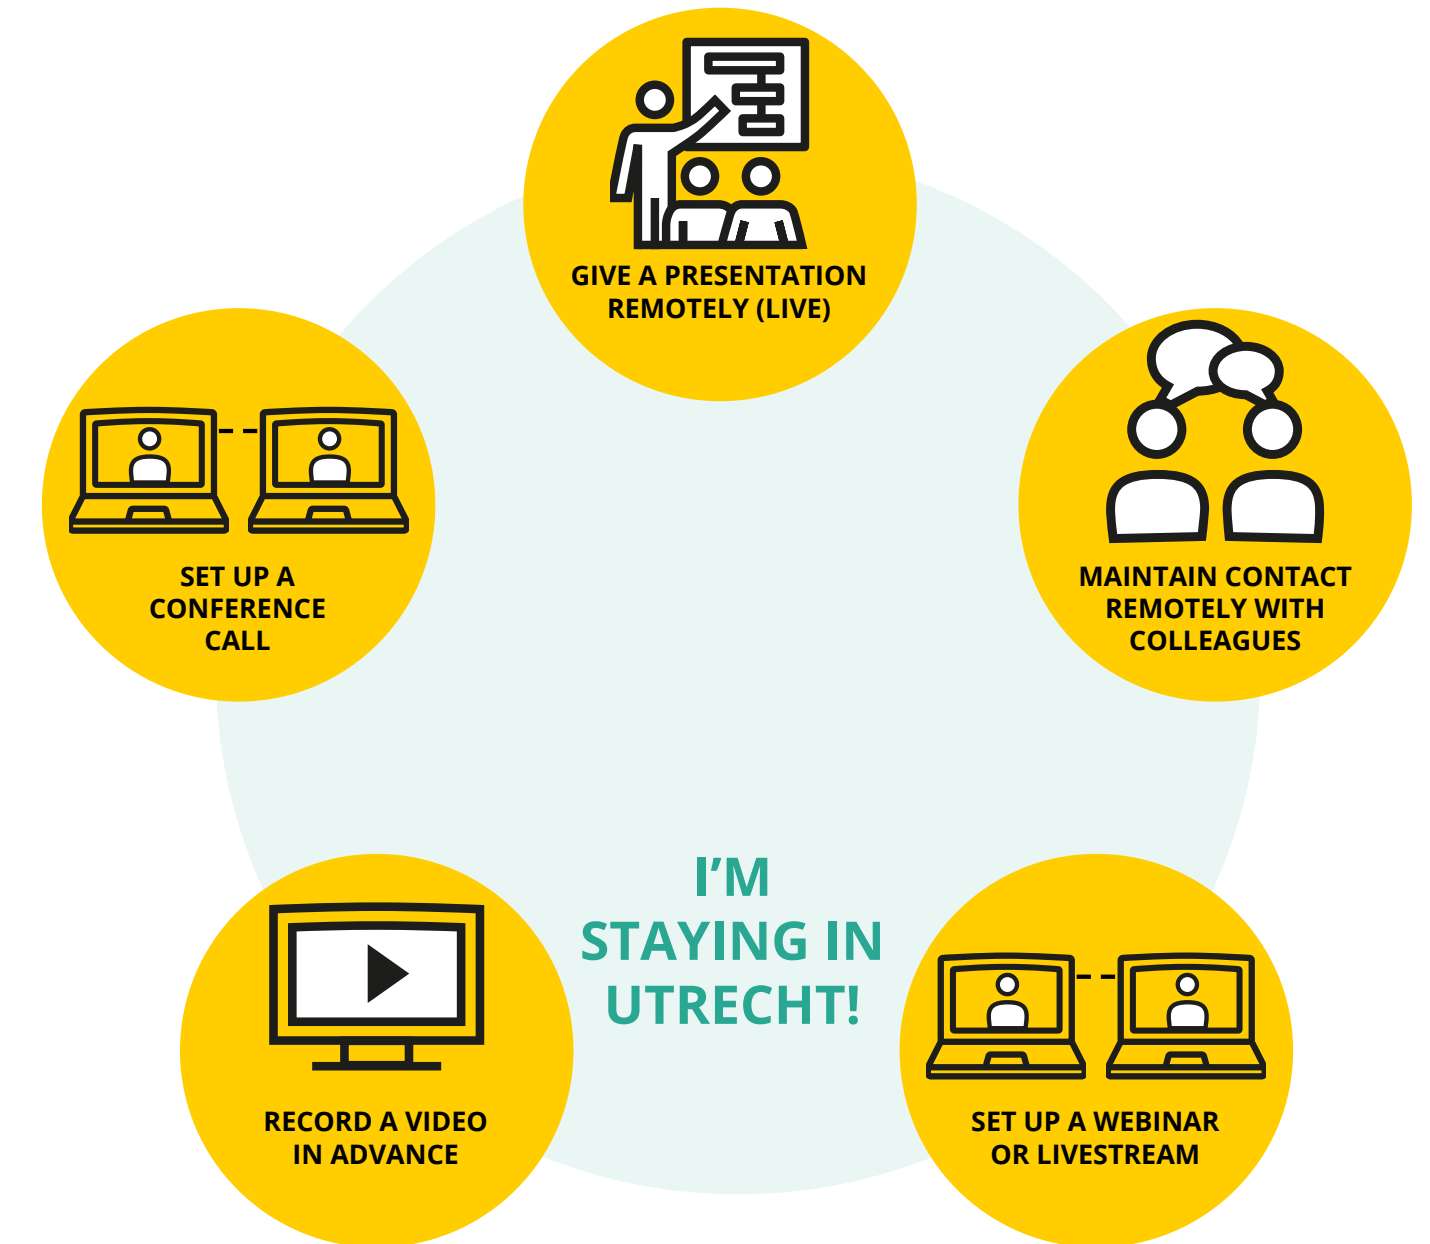 GIVE A PRESENTATION
REMOTELY (LIVE)
SET UP A
CONFERENCE
CALL
MAINTAIN CONTACT
REMOTELY WITH
COLLEAGUES
I’M
STAYING IN
UTRECHT!
RECORD A VIDEO
IN ADVANCE
SET UP A WEBINAR
OR LIVESTREAM